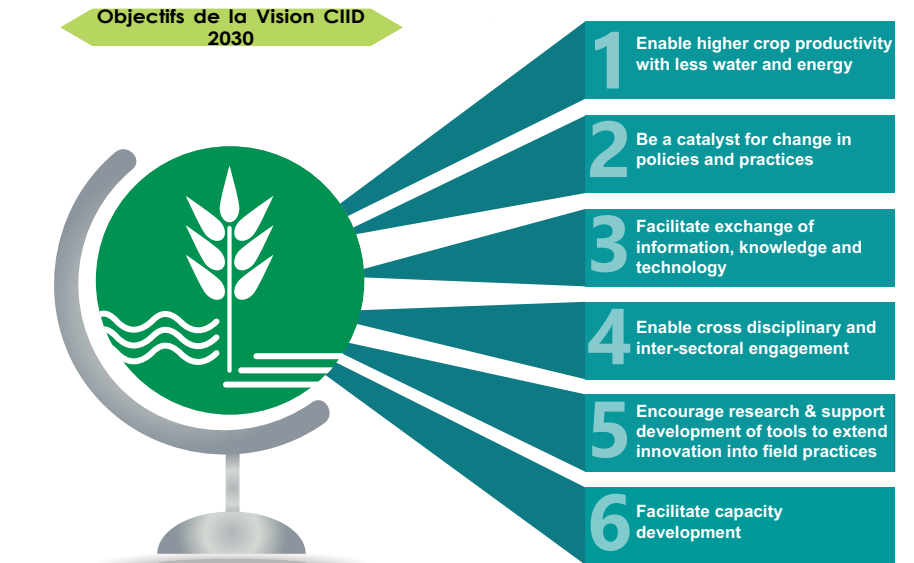 Objectifs de la Vision CIID
2030
1
Enable higher crop productivity
with less water and energy
2
Be a catalyst for change in
policies and practices
3
Facilitate exchange of
information, knowledge and
technology
4
Enable cross disciplinary and
inter-sectoral engagement
5
Encourage research & support
development of tools to extend
innovation into field practices
6
Facilitate capacity
development